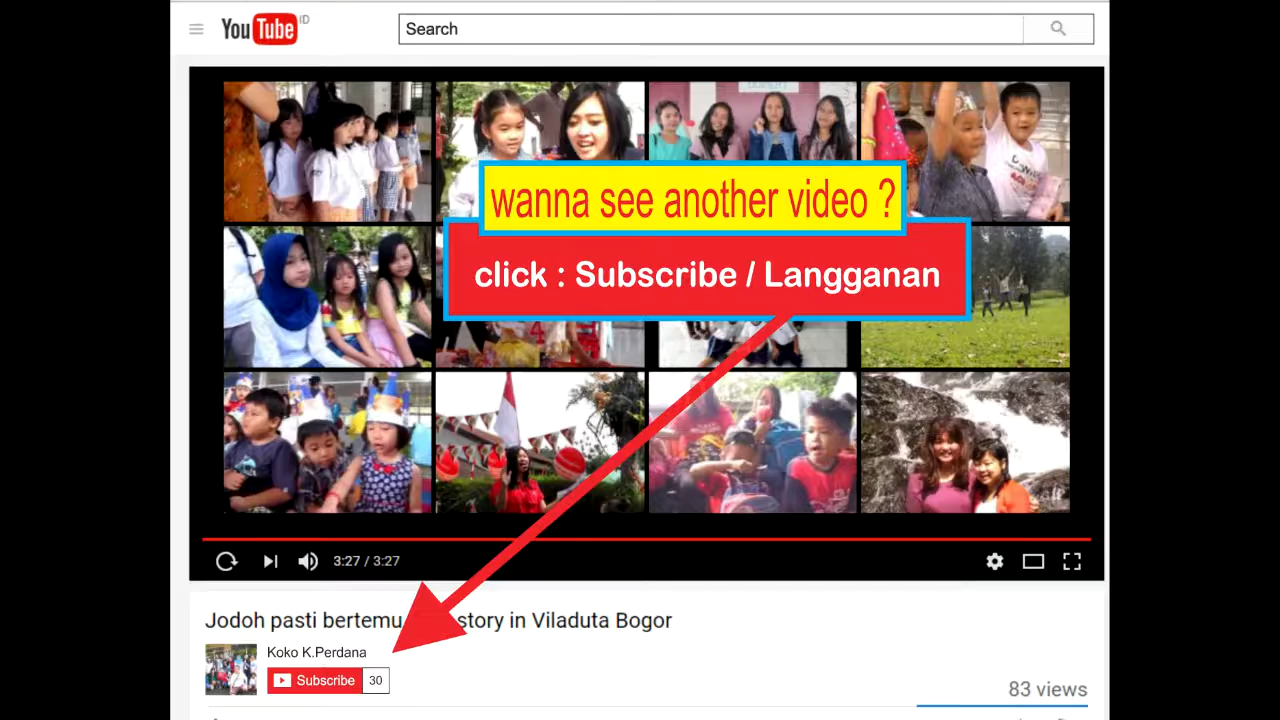 YouTube ID
Search
wanna see another video ?
click : Subscribe / Langganan
3:27 / 3:27
Jodoh pasti bertemu story in Viladuta Bogor
Koko K.Perdana
Subscribe 30
83 views